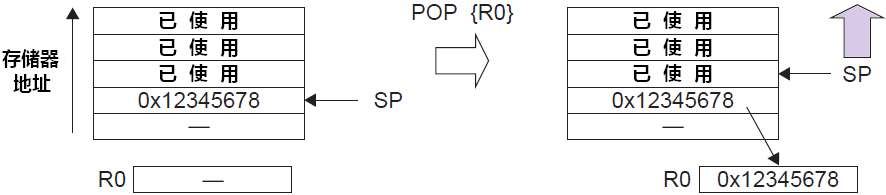 存储器
地址
已 使 用
已 使 用
已 使 用
0x12345678
—
SP
R0
—
POP {R0}
已 使 用
已 使 用
已 使 用
0x12345678
—
SP
R0
0x12345678